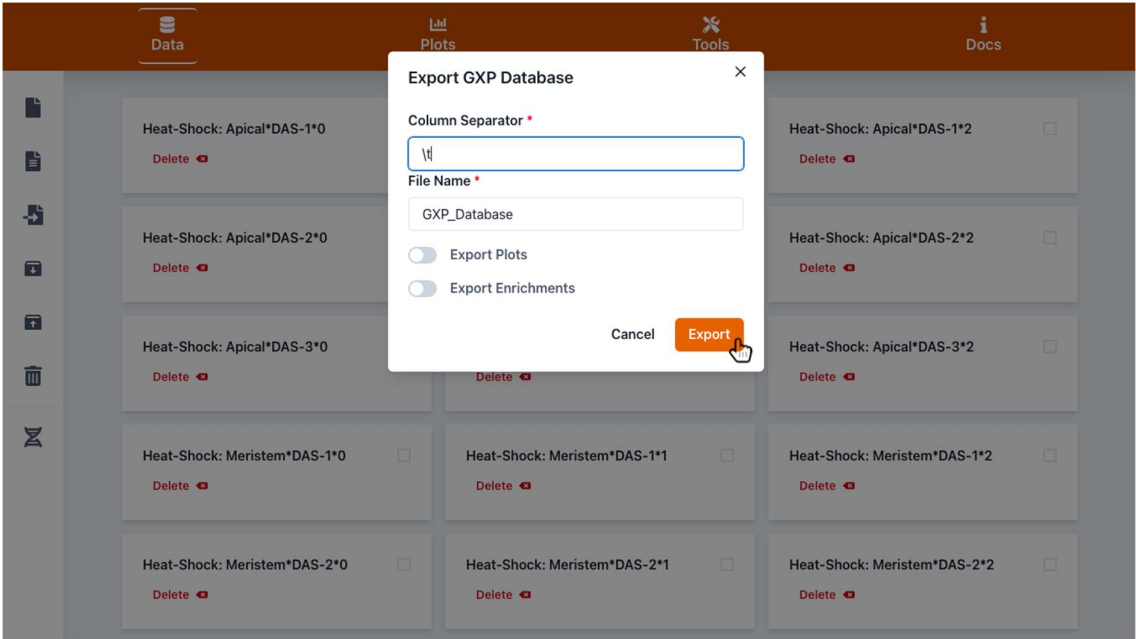 Data
Plots
Tools
Docs
Export GXP Database
Column Separator *
\t
File Name *
GXP_Database
Export Plots
Export Enrichments
Cancel
Export
Heat-Shock: Apical*DAS-1*0
Delete
Heat-Shock: Apical*DAS-1*2
Delete
Heat-Shock: Apical*DAS-2*0
Delete
Heat-Shock: Apical*DAS-2*2
Delete
Heat-Shock: Apical*DAS-3*0
Delete
Delete
Heat-Shock: Apical*DAS-3*2
Delete
Heat-Shock: Meristem*DAS-1*0
Delete
Heat-Shock: Meristem*DAS-1*1
Delete
Heat-Shock: Meristem*DAS-1*2
Delete
Heat-Shock: Meristem*DAS-2*0
Delete
Heat-Shock: Meristem*DAS-2*1
Delete
Heat-Shock: Meristem*DAS-2*2
Delete